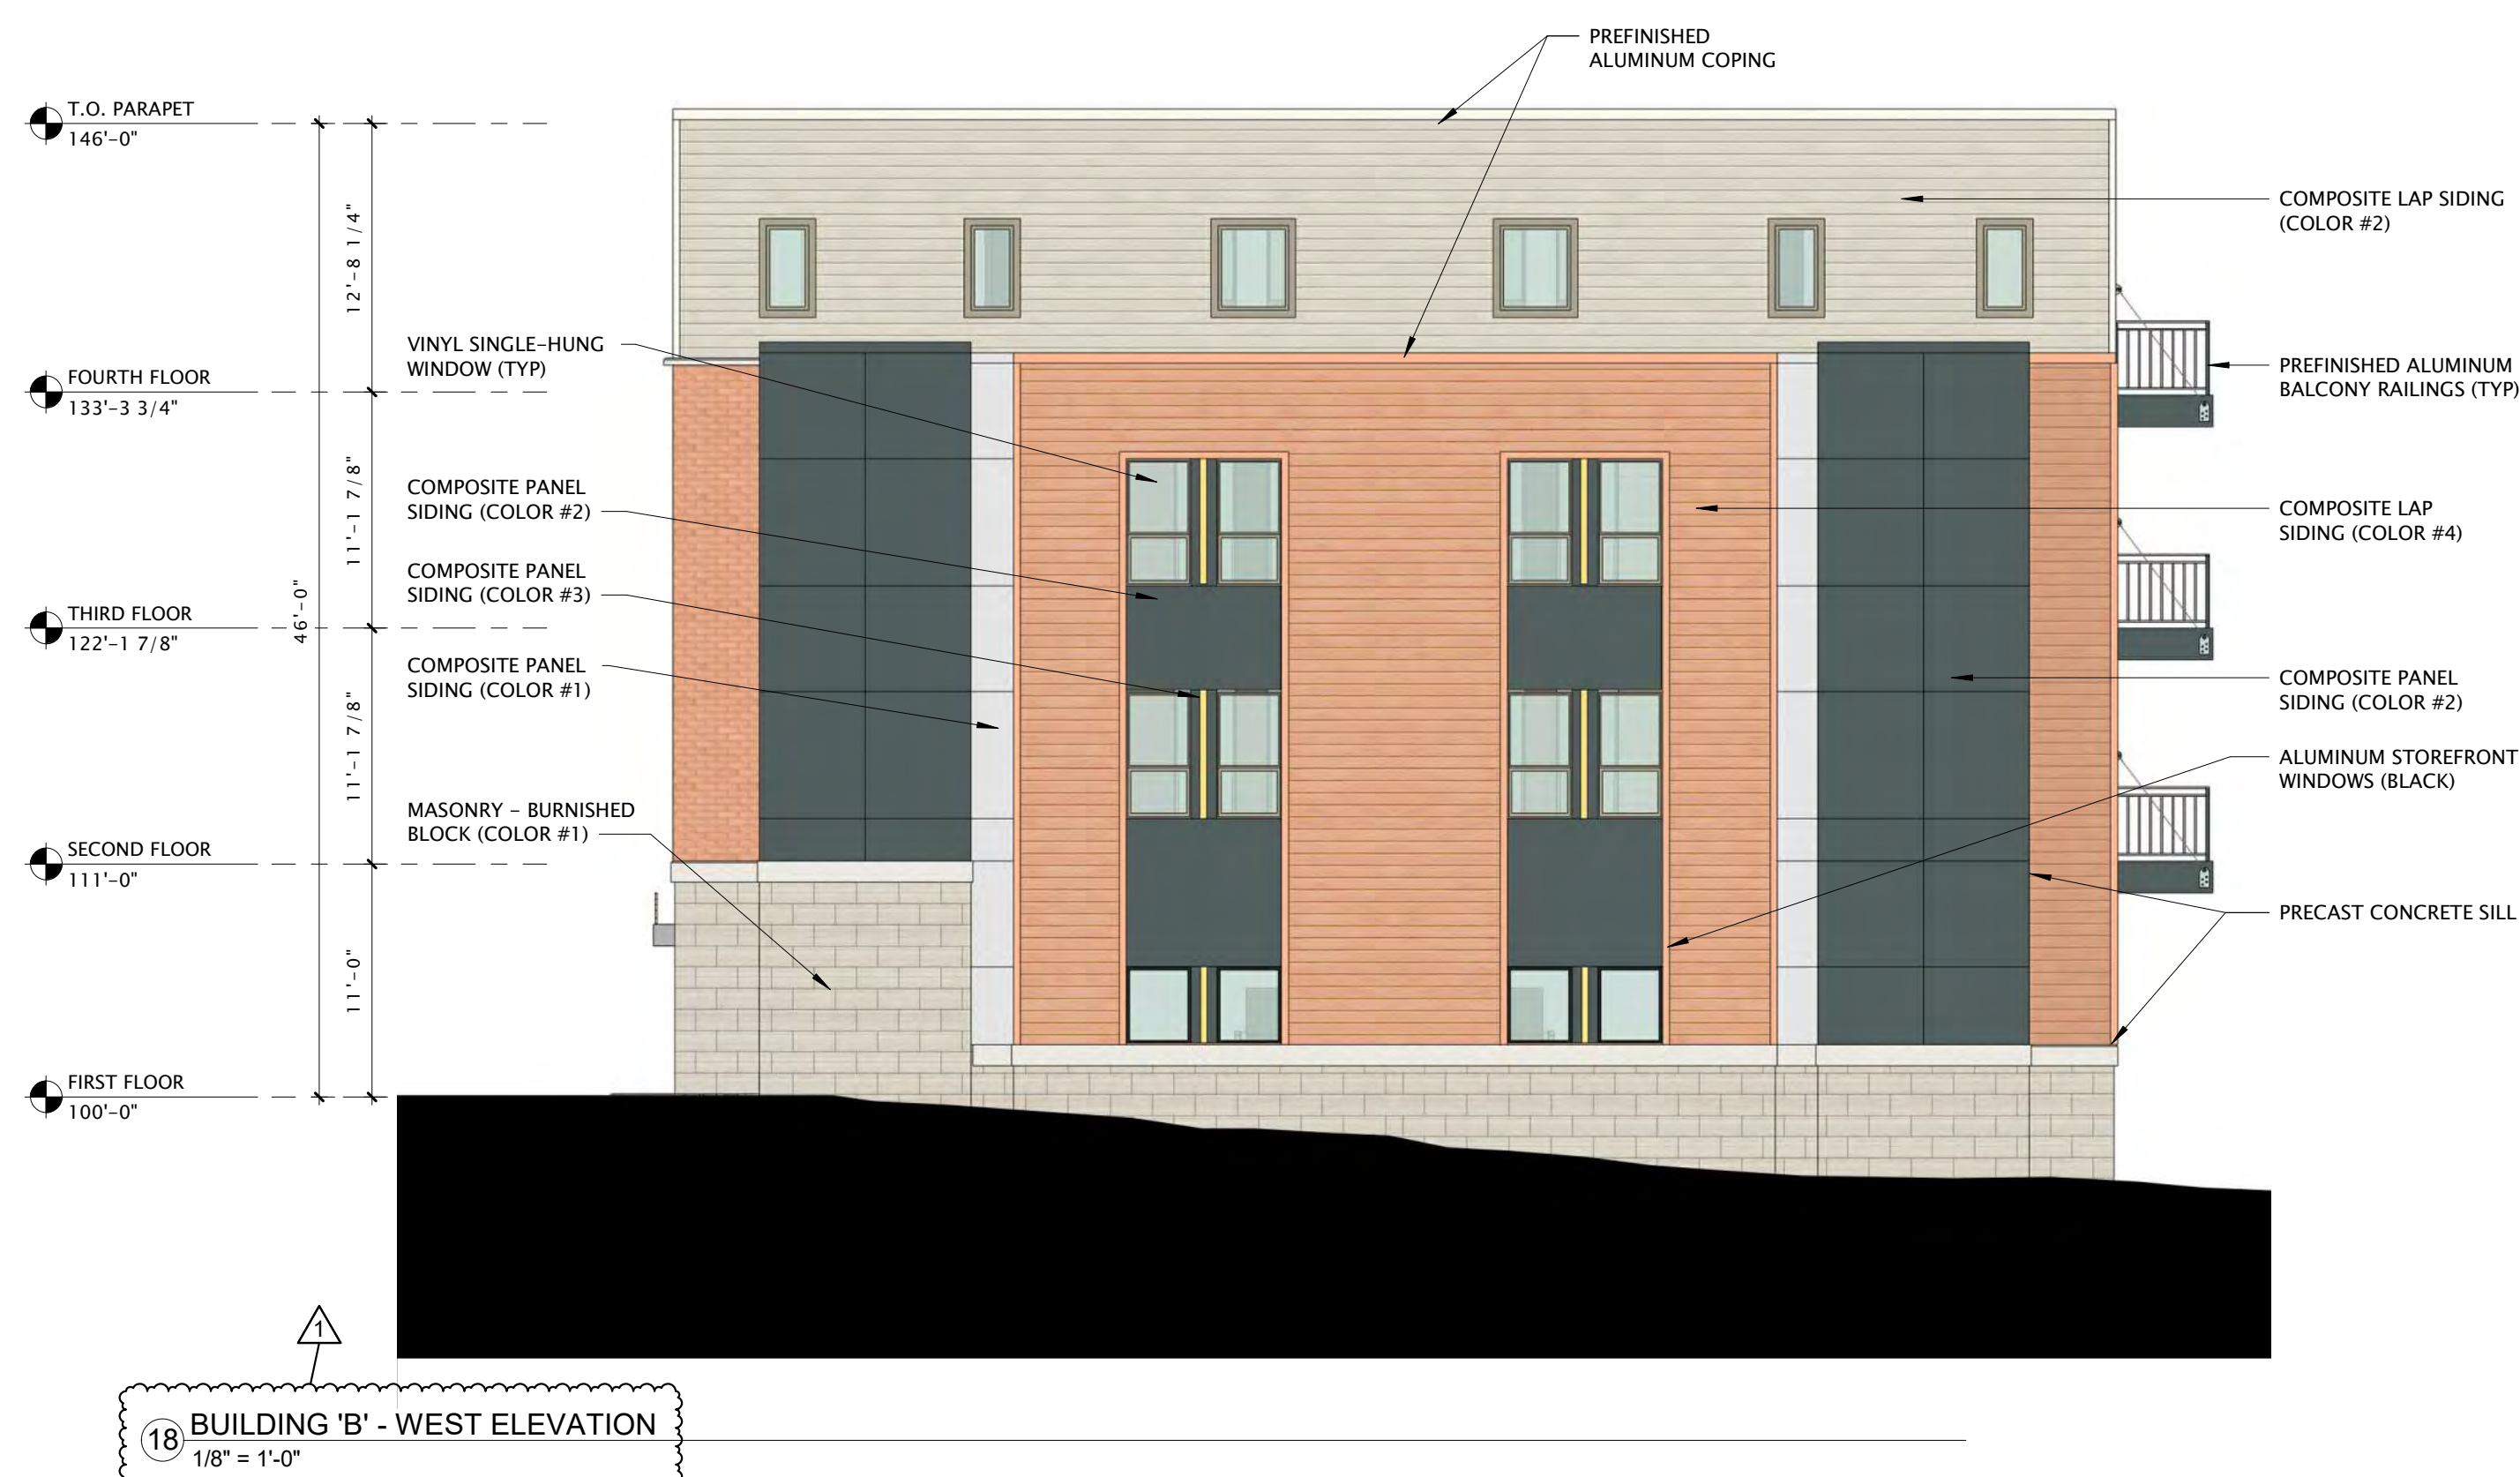 PREFINISHED
ALUMINUM COPING
T.O. PARAPET
146'-0"
12'-8 1/4"
COMPOSITE LAP SIDING
(COLOR #2)
VINYL SINGLE-HUNG
WINDOW (TYP)
PREFINISHED ALUMINUM
BALCONY RAILINGS (TYP)
FOURTH FLOOR
133'-3 3/4"
11'-1 7/8"
COMPOSITE PANEL
SIDING (COLOR #2)
COMPOSITE LAP
SIDING (COLOR #4)
COMPOSITE PANEL
SIDING (COLOR #3)
46'-0"
THIRD FLOOR
122'-1 7/8"
COMPOSITE PANEL
SIDING (COLOR #1)
COMPOSITE PANEL
SIDING (COLOR #2)
11'-1 7/8"
ALUMINUM STOREFRONT
WINDOWS (BLACK)
MASONRY - BURNISHED
BLOCK (COLOR #1)
SECOND FLOOR
111'-0"
PRECAST CONCRETE SILL
11'-0"
FIRST FLOOR
100'-0"
1
18 BUILDING 'B' - WEST ELEVATION
1/8" = 1'-0"